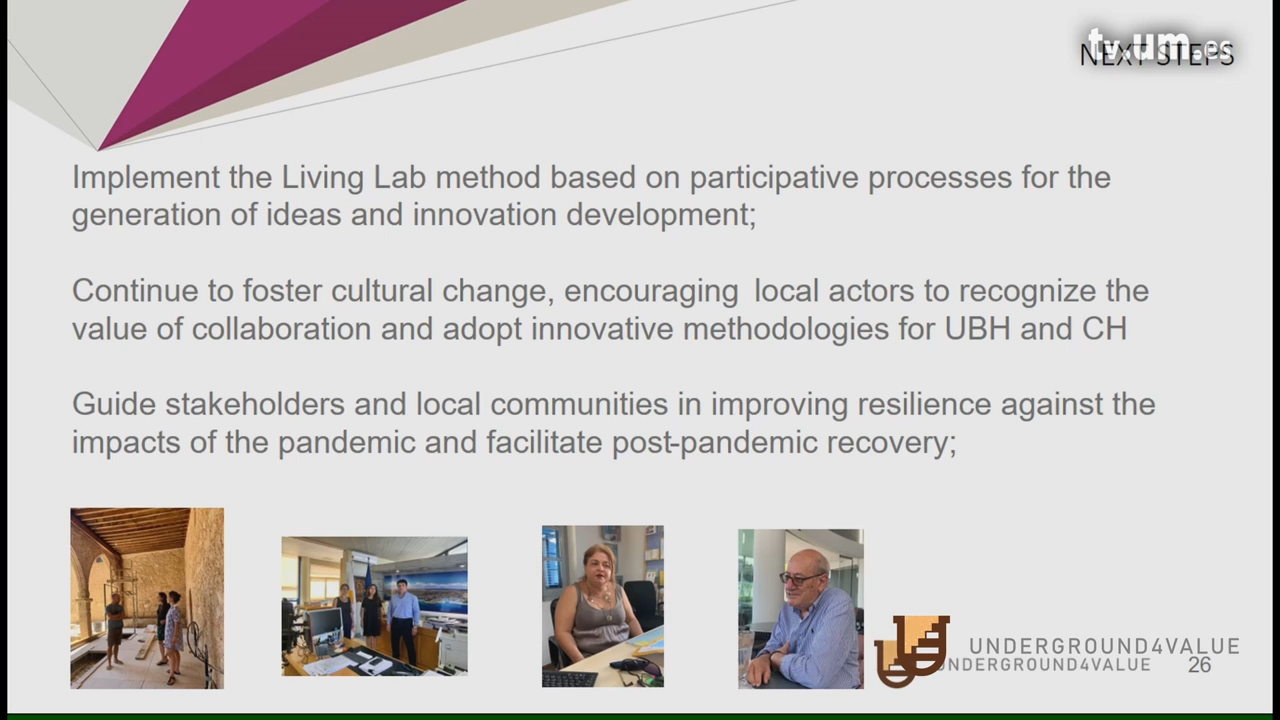 tv.um.es
NEXT STEPS
Implement the Living Lab method based on participative processes for the
generation of ideas and innovation development;
Continue to foster cultural change, encouraging local actors to recognize the
value of collaboration and adopt innovative methodologies for UBH and CH
Guide stakeholders and local communities in improving resilience against the
impacts of the pandemic and facilitate post-pandemic recovery;
UNDERGROUND4VALUE
UNDERGROUND4VALUE 26